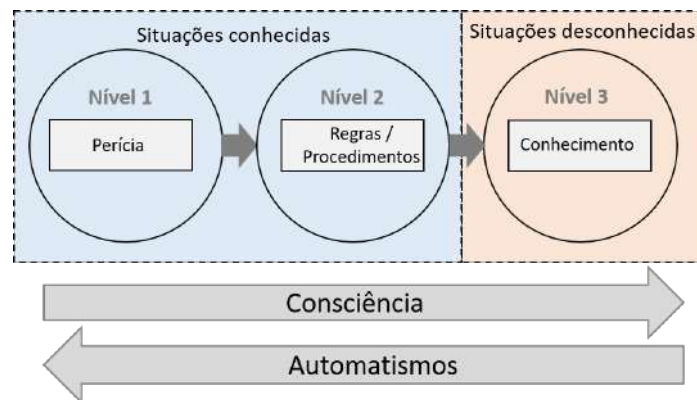 Situações conhecidas
Situações desconhecidas
Nível 1
Nível 2
Nível 3
Perícia
Regras /
Procedimentos
Conhecimento
Consciência
Automatismos